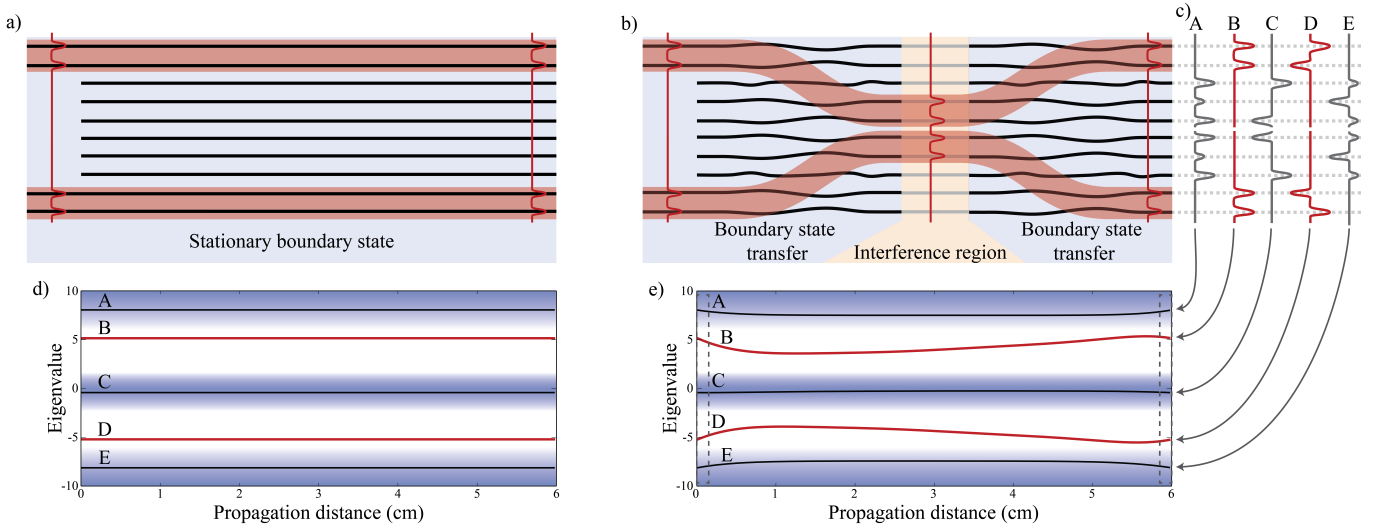 a)
b)
c)
A B C D E
Stationary boundary state
Boundary state
transfer
Interference region
Boundary state
transfer
d)
10
5
0
-5
-10
Eigenvalue
A
B
C
D
E
0 1 2 3 4 5 6
Propagation distance (cm)
e)
10
5
0
-5
-10
Eigenvalue
A
B
C
D
E
0 1 2 3 4 5 6
Propagation distance (cm)